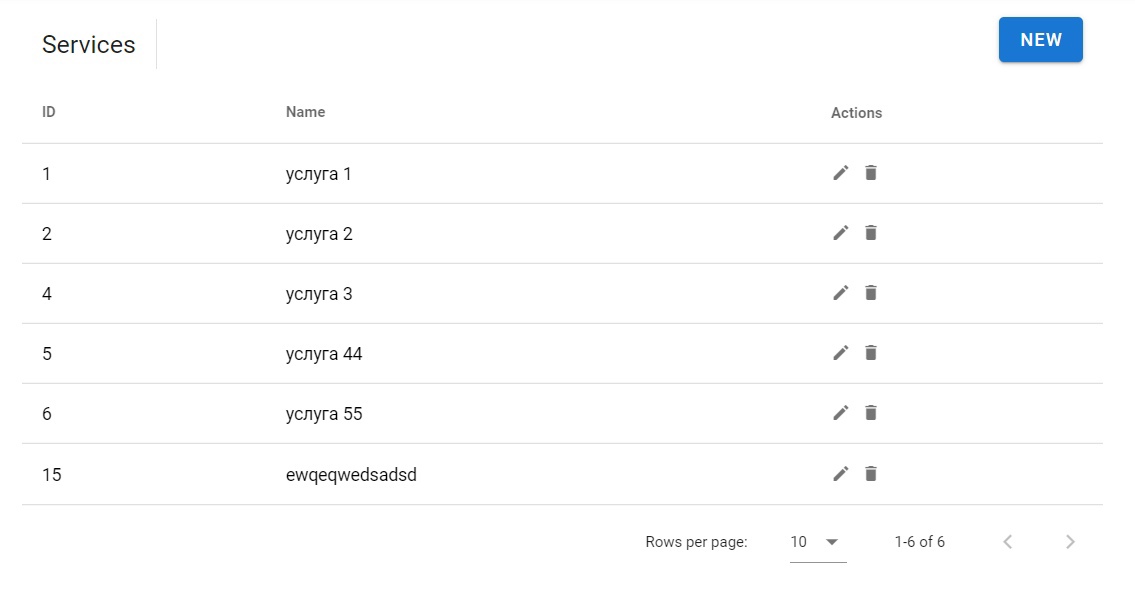 Services
NEW
ID Name Actions
1 услуга 1
2 услуга 2
4 услуга 3
5 услуга 44
6 услуга 55
15 ewqeqwedsadsd
Rows per page: 10 1-6 of 6